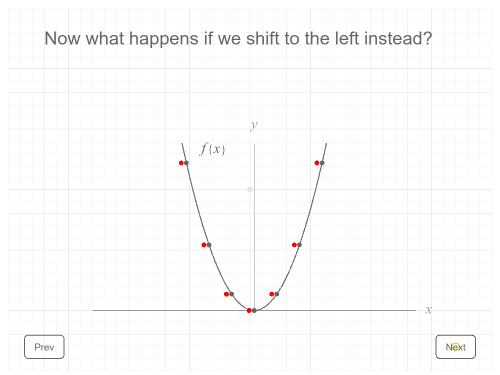 Now what happens if we shift to the left instead?
y
f(x)
x
Prev
Next